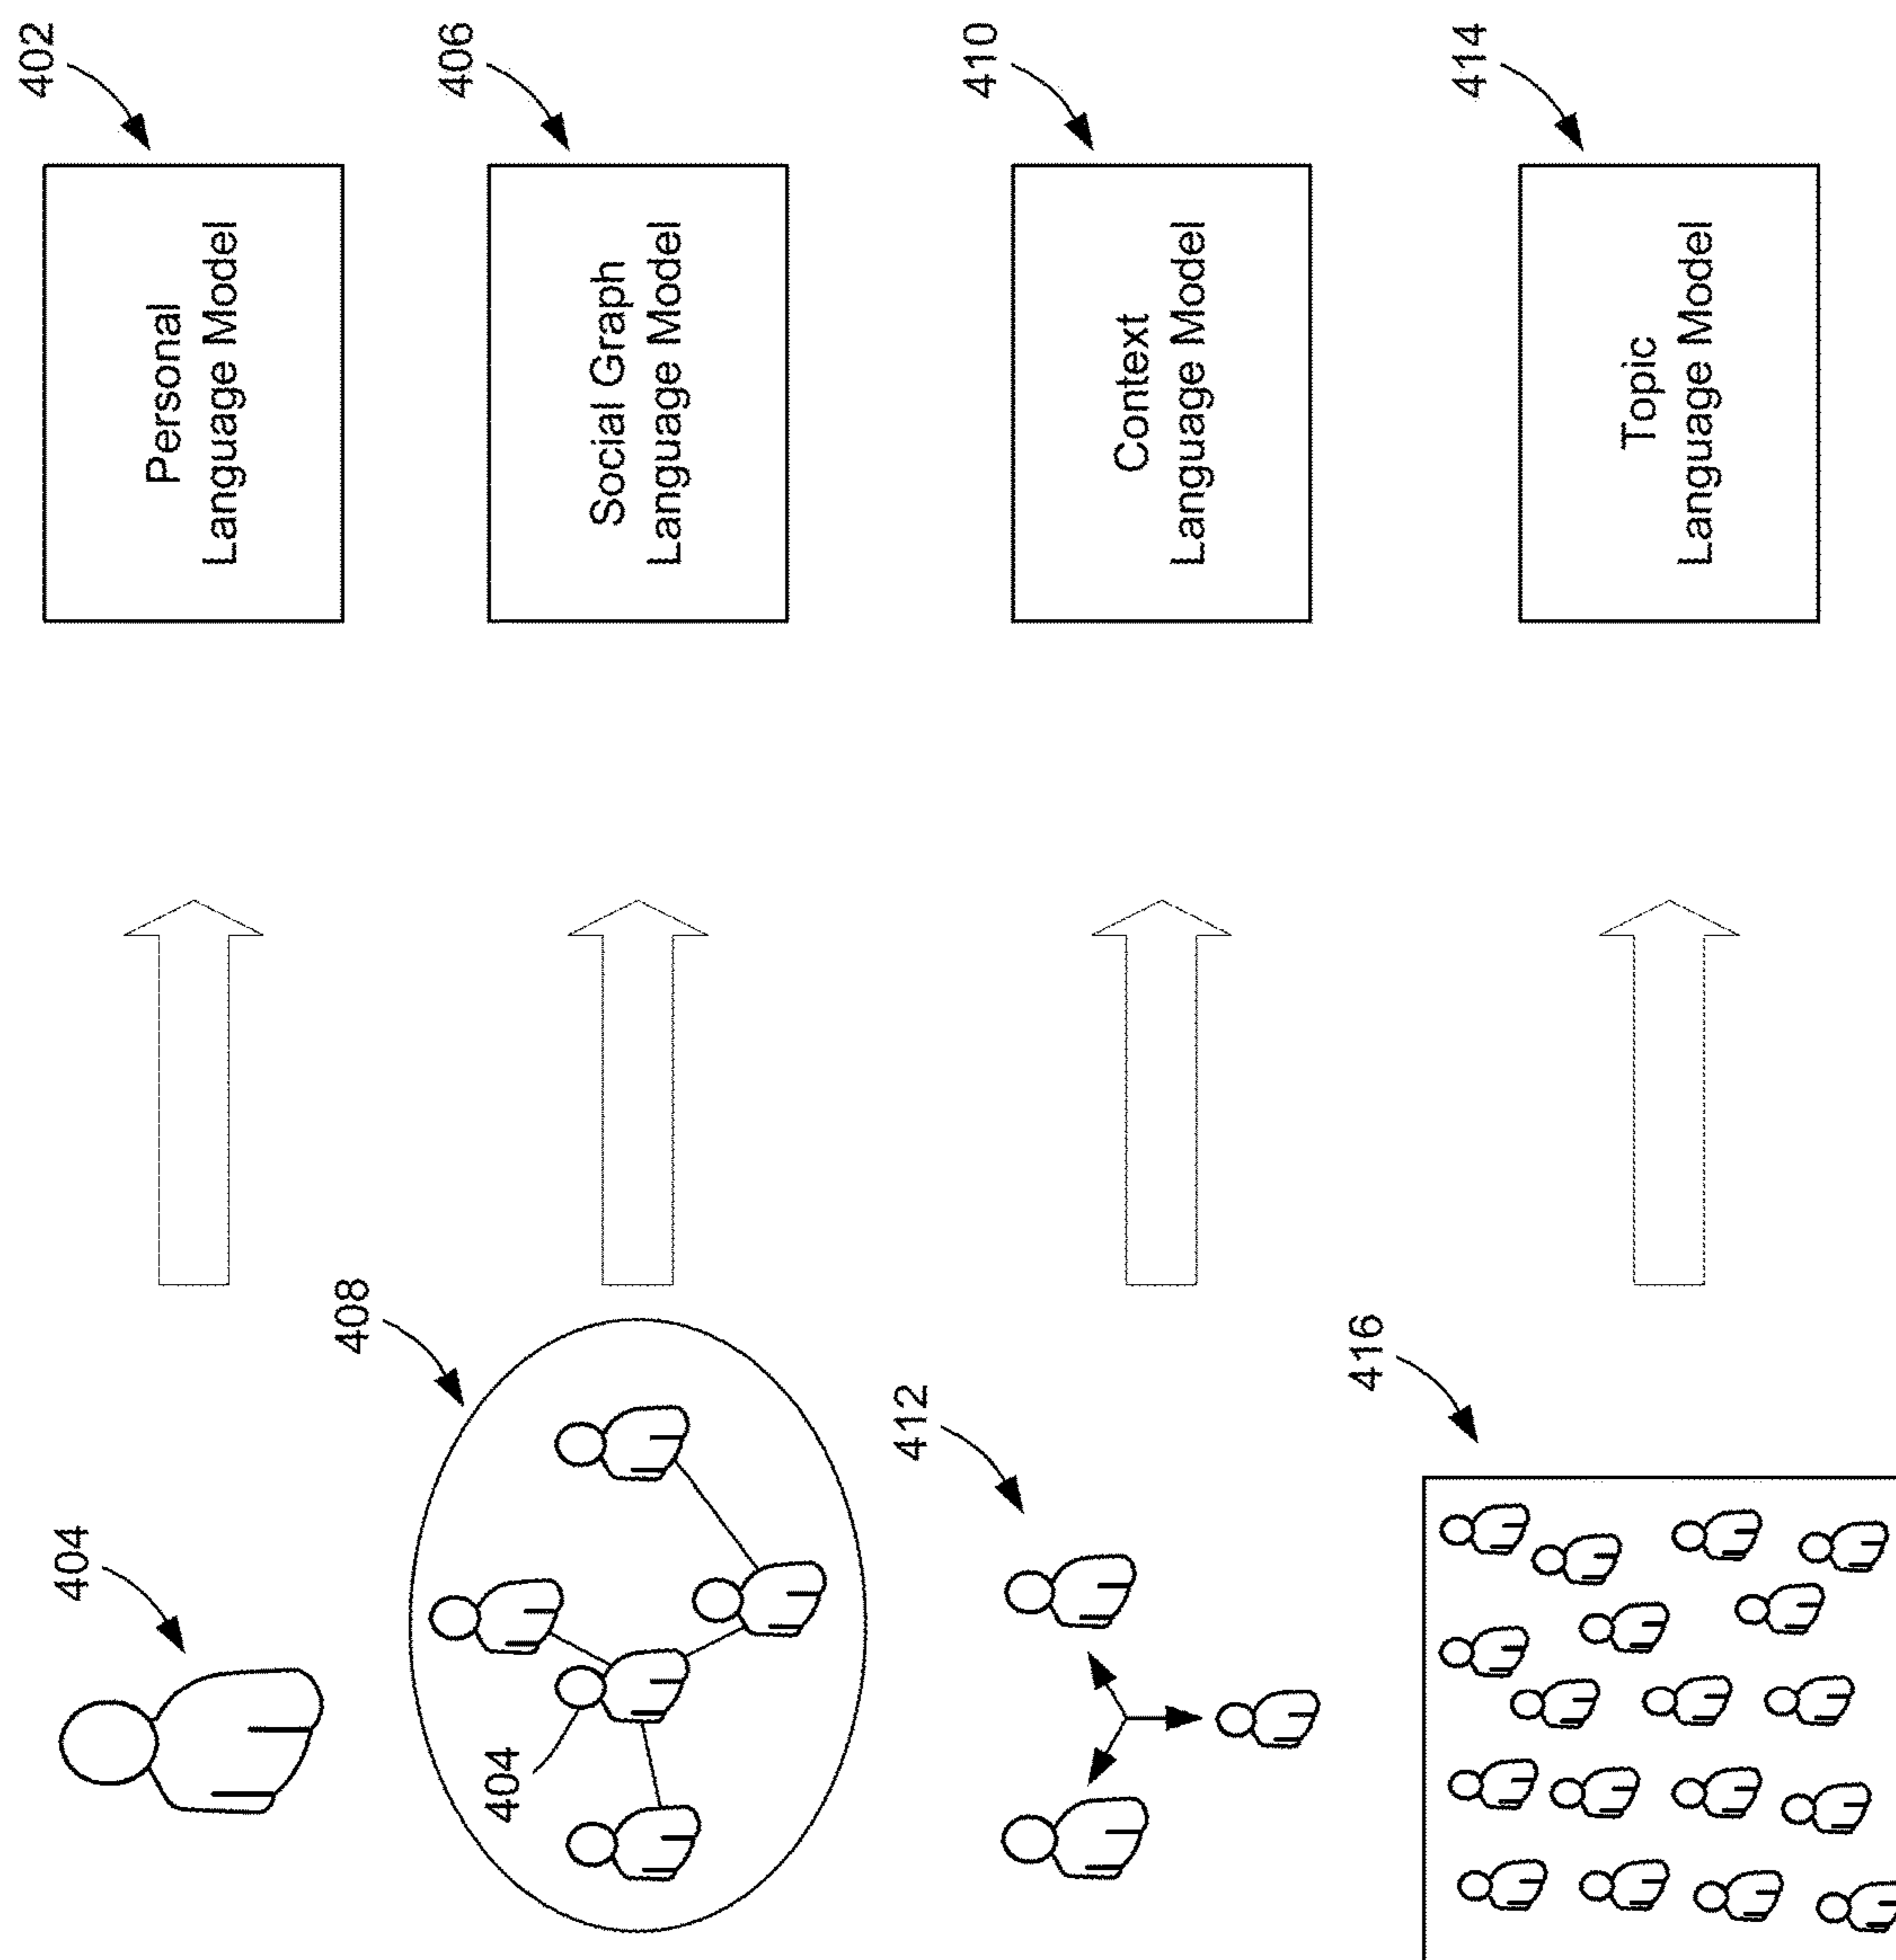 402
Personal
Language Model
404
406
Social Graph
Language Model
408
404
410
Context
Language Model
412
414
Topic
Language Model
416